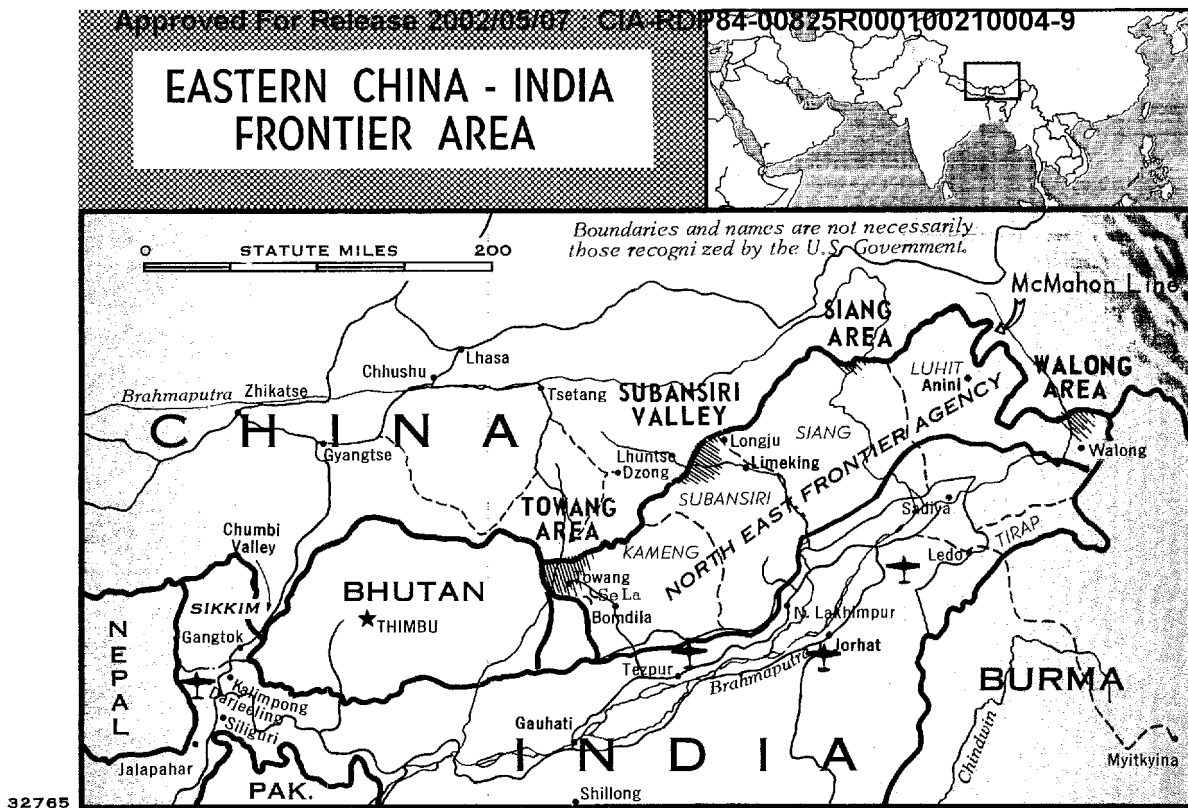 Approved For Release 2002/05/07 : CIA-RDP84-00825R000100210004-9
EASTERN CHINA - INDIA
FRONTIER AREA
Boundaries and names are not necessarily
those recognized by the U.S. Government.
0 STATUTE MILES 200
McMahon Line
SIANG
AREA
Lhasa
Chhushu
LUHIT
Anini
WALONG
AREA
Brahmaputra
Zhikatse
Tsetang
SUBANSIRI
VALLEY
CHINA
Gyangtse
Longju
SIANG
Walong
Lhuntse
Dzong
Limeking
NORTH EAST FRONTIER AGENCY
SUBANSIRI
TOWANG
AREA
Sadiya
Chumbi
Valley
KAMENG
TIRAP
Ledo
Towang
Se La
BHUTAN
THIMBU
Bomdila
SIKKIM
N. Lakhimpur
NEPAL
Gangtok
Jorhat
Tezpur
Brahmaputra
BURMA
Kalimpong
Darjeeling
Siliguri
Gauhati
INDIA
Chindwin
Myitkyina
Jalapahar
PAK.
Shillong
32765